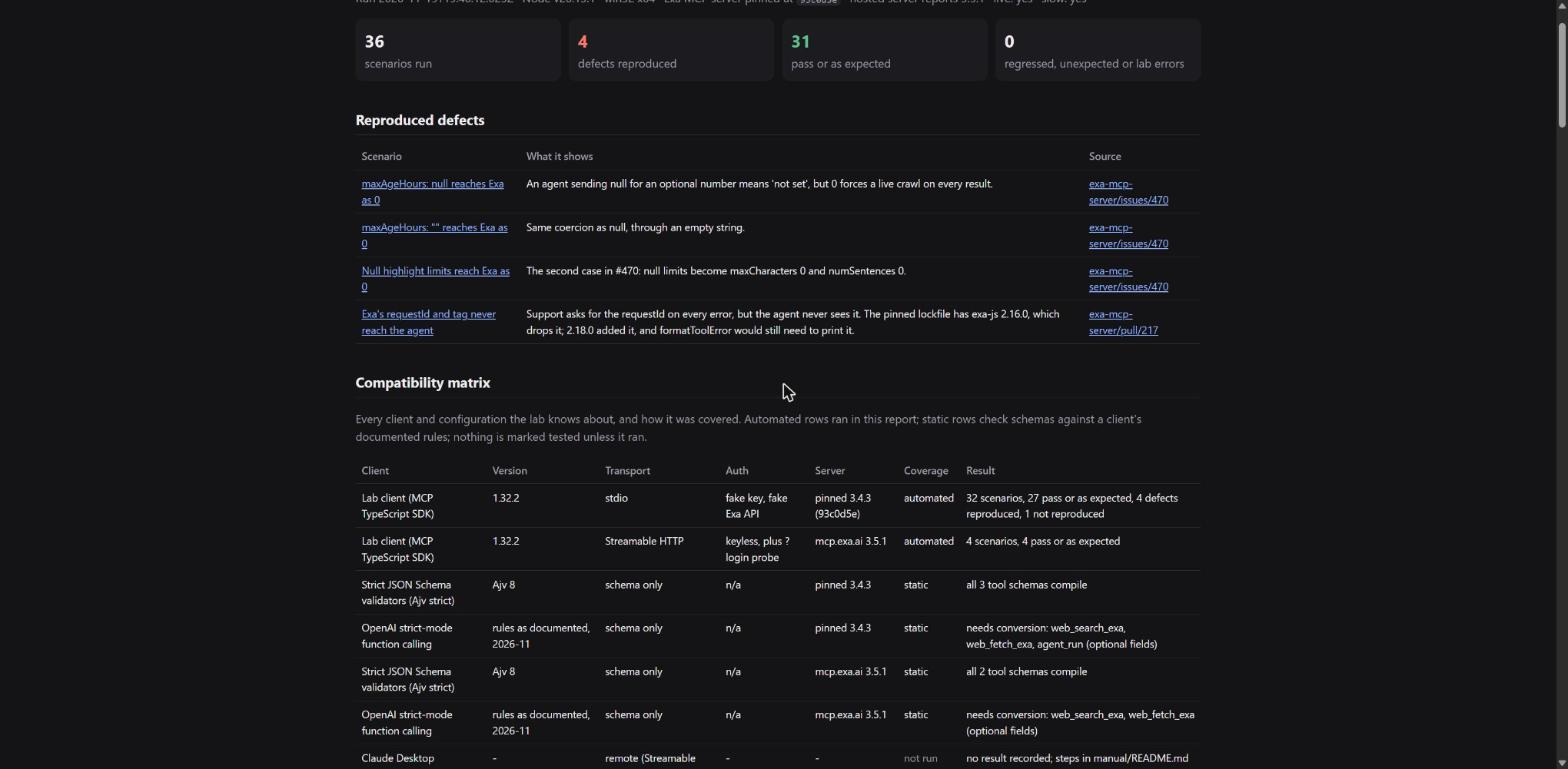 36
scenarios run
4
defects reproduced
31
pass or as expected
0
regressed, unexpected or lab errors
Reproduced defects
Scenario What it shows Source
maxAgeHours: null reaches Exa as 0
An agent sending null for an optional number means 'not set', but 0 forces a live crawl on every result.
exa-mcp-
server/issues/470
maxAgeHours: "" reaches Exa as 0
Same coercion as null, through an empty string.
exa-mcp-
server/issues/470
Null highlight limits reach Exa as 0
The second case in #470: null limits become maxCharacters 0 and numSentences 0.
exa-mcp-
server/issues/470
Exa's requestId and tag never
reach the agent
Support asks for the requestId on every error, but the agent never sees it. The pinned lockfile has exa-js 2.16.0, which
drops it; 2.18.0 added it, and formatToolError would still need to print it.
exa-mcp-
server/pull/217
Compatibility matrix
Every client and configuration the lab knows about, and how it was covered. Automated rows ran in this report; static rows check schemas against a client's
documented rules; nothing is marked tested unless it ran.
Client Version Transport Auth Server Coverage Result
Lab client (MCP
TypeScript SDK)
1.32.2
stdio
fake key, fake
Exa API
pinned 3.4.3
(93c0d5e)
automated
32 scenarios, 27 pass or as expected, 4 defects
reproduced, 1 not reproduced
Lab client (MCP
TypeScript SDK)
1.32.2
Streamable HTTP
keyless, plus ?
login probe
mcp.exa.ai 3.5.1
automated
4 scenarios, 4 pass or as expected
Strict JSON Schema
validators (Ajv strict)
Ajv 8
schema only
n/a
pinned 3.4.3
static
all 3 tool schemas compile
OpenAI strict-mode
function calling
rules as documented,
2026-11
schema only
n/a
pinned 3.4.3
static
needs conversion: web_search_exa,
web_fetch_exa, agent_run (optional fields)
Strict JSON Schema
validators (Ajv strict)
Ajv 8
schema only
n/a
mcp.exa.ai 3.5.1
static
all 2 tool schemas compile
OpenAI strict-mode
function calling
rules as documented,
2026-11
schema only
n/a
mcp.exa.ai 3.5.1
static
needs conversion: web_search_exa, web_fetch_exa
(optional fields)
Claude Desktop
-
remote (Streamable
-
-
not run
no result recorded; steps in manual/README.md